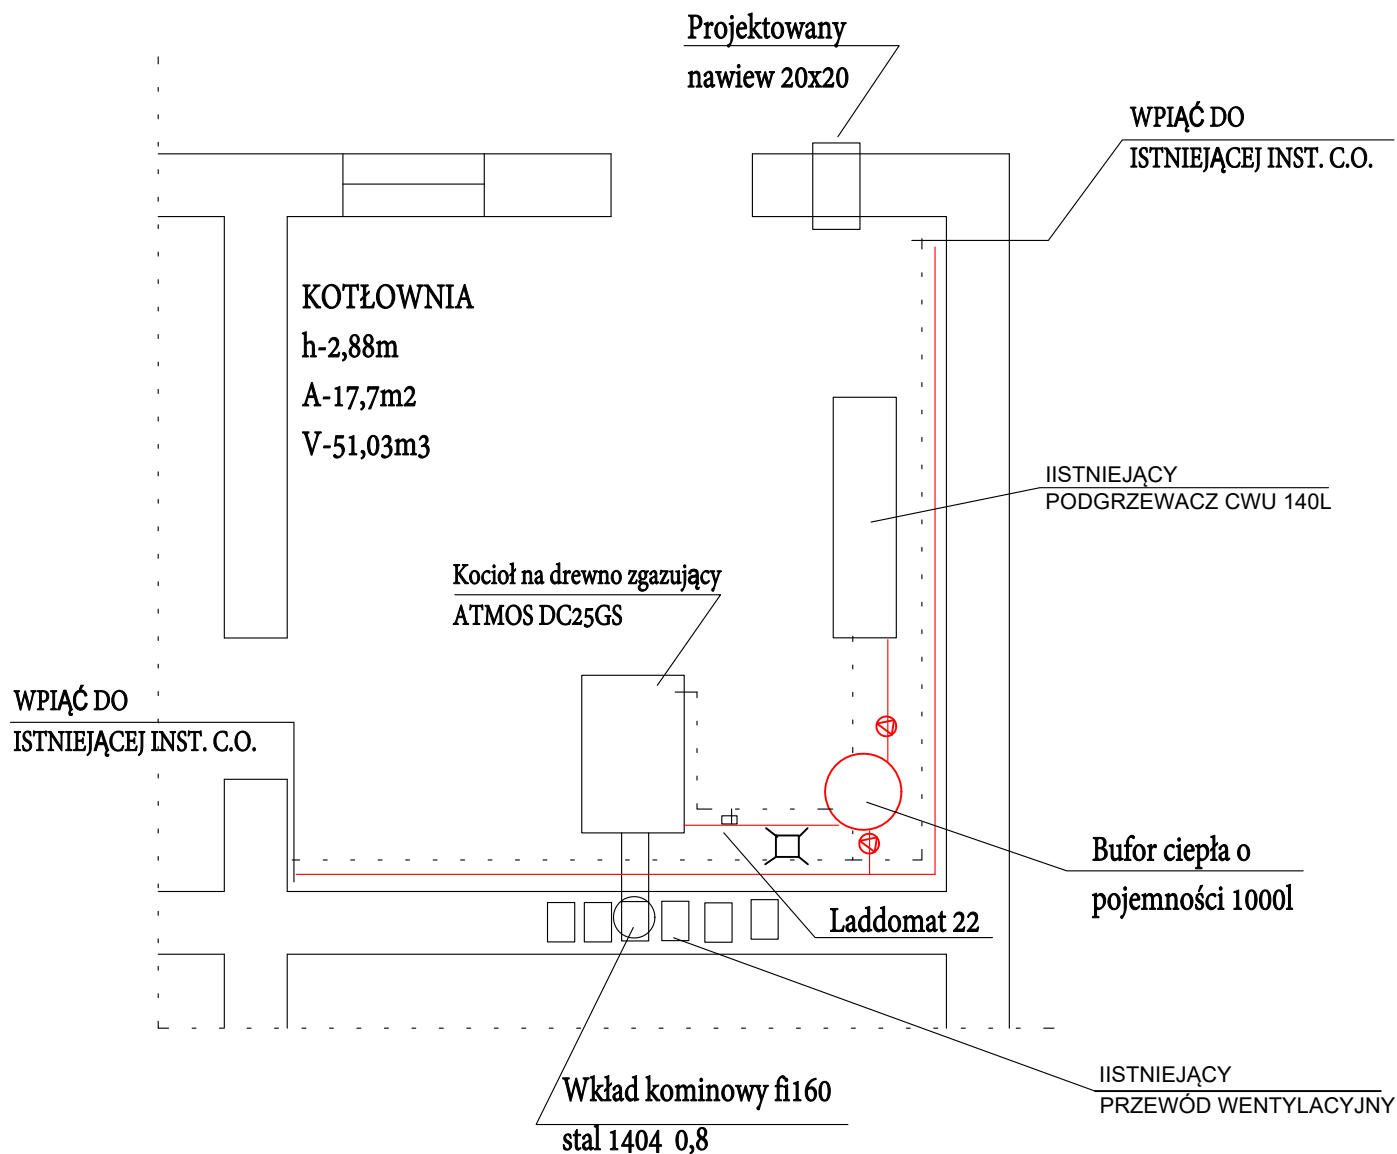 Projektowany
nawiew 20x20
WPIĄĆ DO
ISTNIEJĄCEJ INST. C.O.
KOTŁOWNIA
h-2,88m
A-17,7m2
V-51,03m3
IISTNIEJĄCY
PODGRZEWACZ CWU 140L
Kocioł na drewno zgazujący
ATMOS DC25GS
WPIĄĆ DO
ISTNIEJĄCEJ INST. C.O.
Bufor ciepła o
pojemności 1000l
Laddomat 22
IISTNIEJĄCY
PRZEWÓD WENTYLACYJNY
Wkład kominowy fi160
stal 1404 0,8